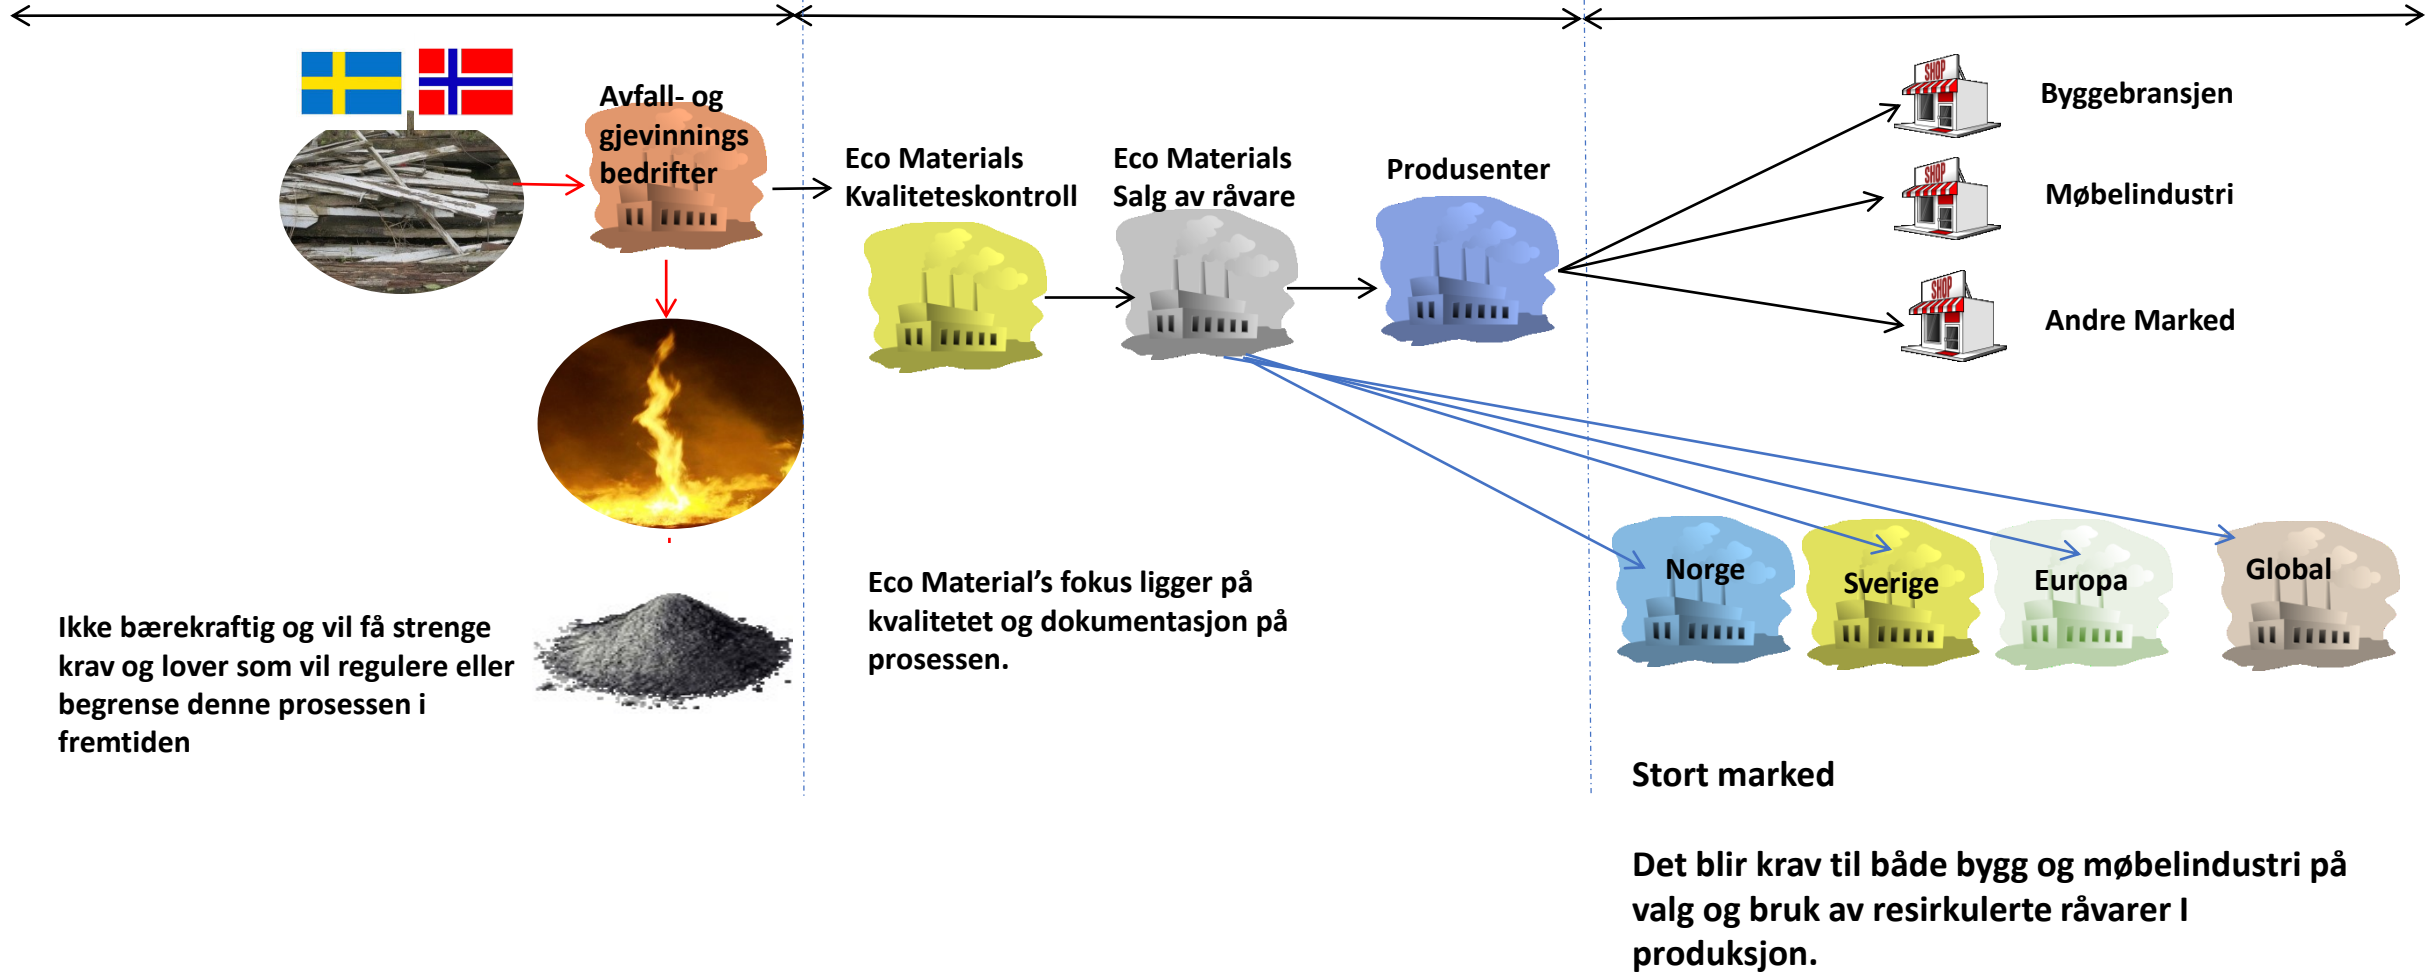 Avfall- og
gjevinnings
bedrifter
Eco Materials
Kvaliteteskontroll
Eco Materials
Salg av råvare
Produsenter
SHOP
Byggebransjen
SHOP
Møbelindustri
SHOP
Andre Marked
Norge
Sverige
Europa
Global
Ikke bærekraftig og vil få strenge
krav og lover som vil regulere eller
begrense denne prosessen i
fremtiden
Eco Material’s fokus ligger på
kvalitetet og dokumentasjon på
prosessen.
Stort marked
Det blir krav til både bygg og møbelindustri på
valg og bruk av resirkulerte råvarer I
produksjon.